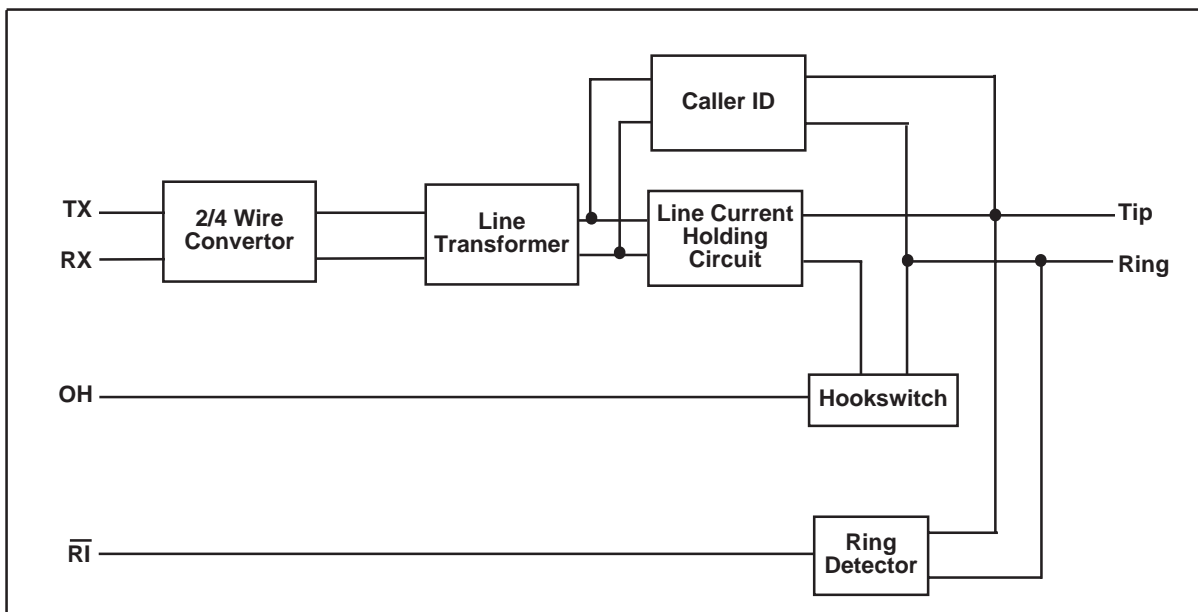 Caller ID
TX
RX
2/4 Wire
Convertor
Line
Transformer
Line Current
Holding
Circuit
Tip
Ring
OH
Hookswitch
R̅I̅
Ring
Detector